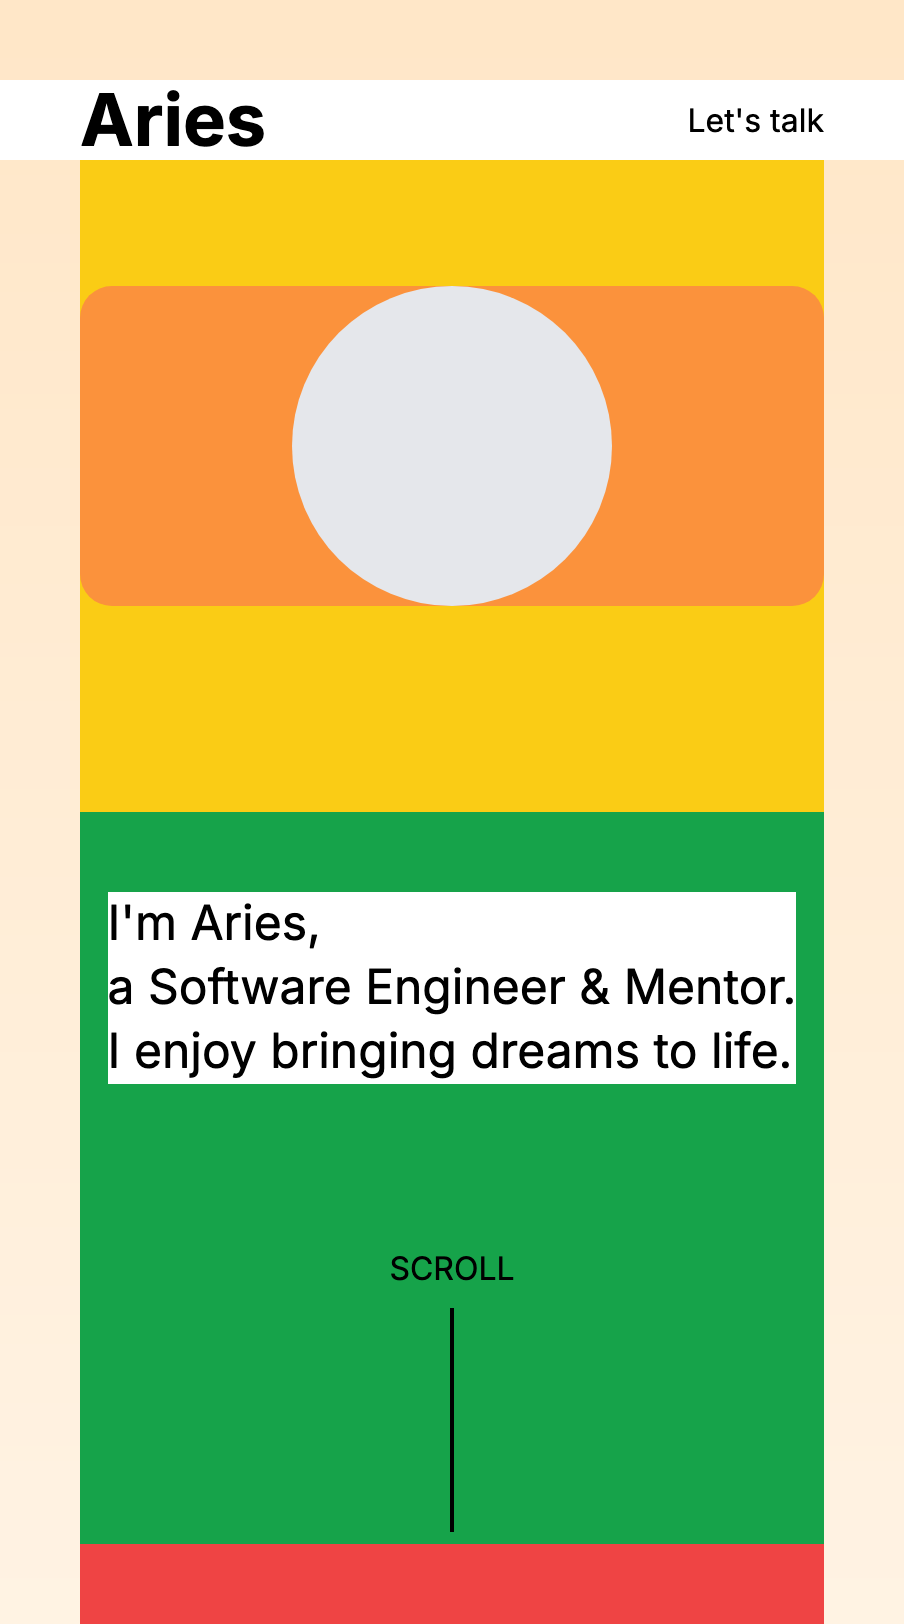 Aries
Let's talk
I'm Aries,
a Software Engineer & Mentor.
I enjoy bringing dreams to life.
SCROLL